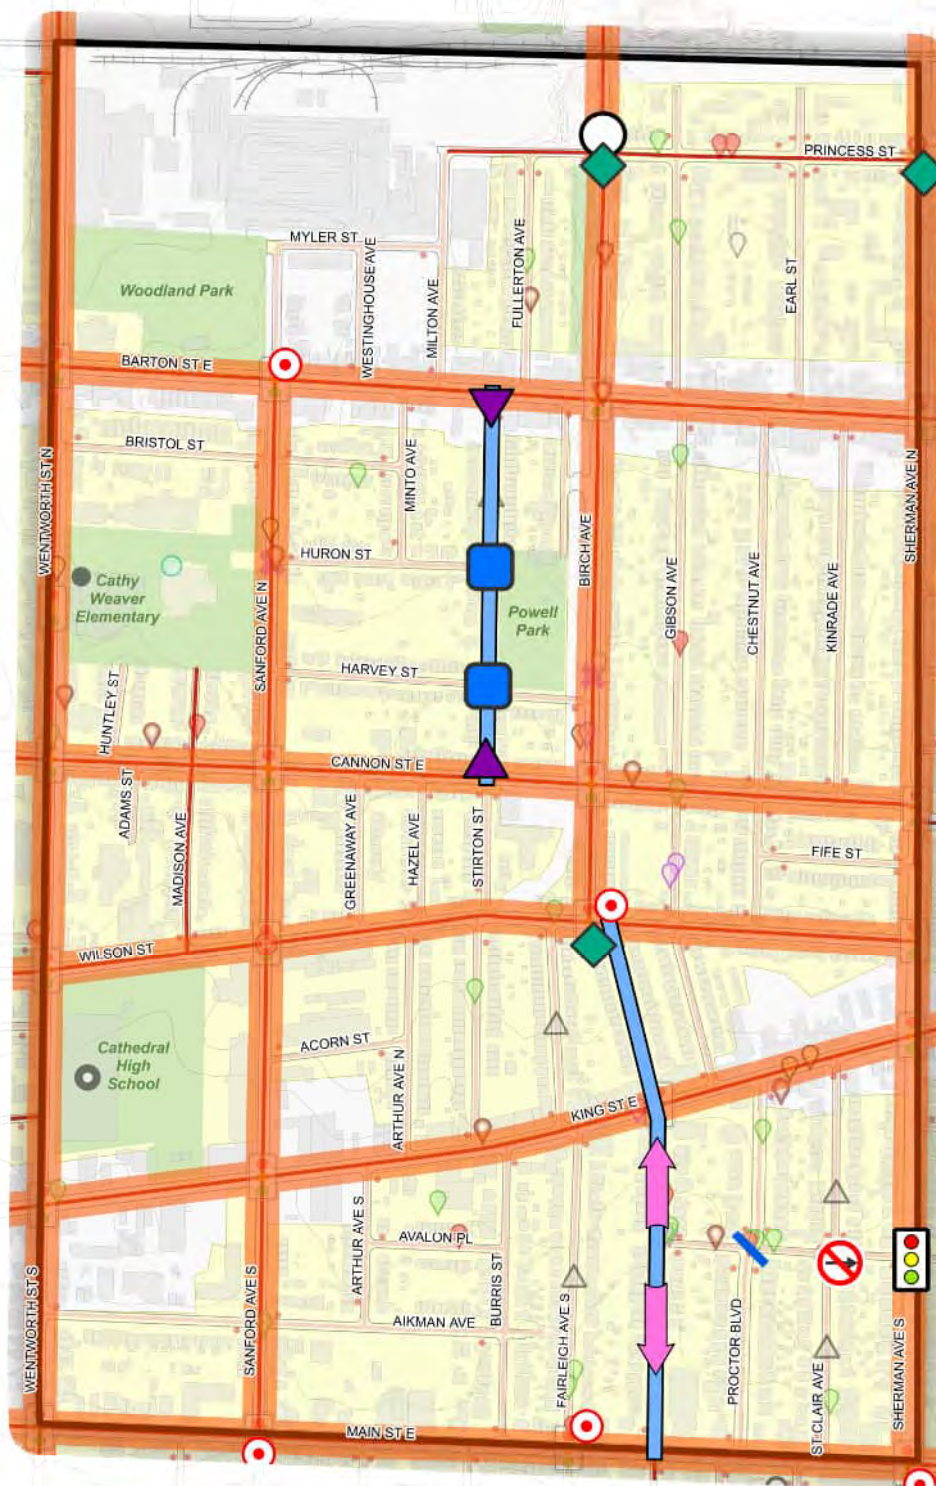 PRINCESS ST
MYLER ST
WESTINGHOUSE AVE
MILTON AVE
FULLERTON AVE
EARL ST
Woodland Park
BARTON ST E
BRISTOL ST
MINTO AVE
WENTWORTH ST N
SHERMAN AVE N
HURON ST
BIRCH AVE
GIBSON AVE
CHESTNUT AVE
KINRADE AVE
Cathy
Weaver
Elementary
SANFORD AVE N
Powell
Park
HARVEY ST
HUNTLEY ST
CANNON ST E
ADAMS ST
MADISON AVE
GREENAWAY AVE
HAZEL AVE
STIRTON ST
FIFE ST
WILSON ST
Cathedral
High
School
ACORN ST
ARTHUR AVE N
KING ST E
ARTHUR AVE S
AVALON PL
BURRIS ST
WENTWORTH ST S
SANFORD AVE S
AIKMAN AVE
FAIRLEIGH AVE S
PROCTOR BLVD
ST CLAIR AVE
SHERMAN AVE S
MAIN ST E